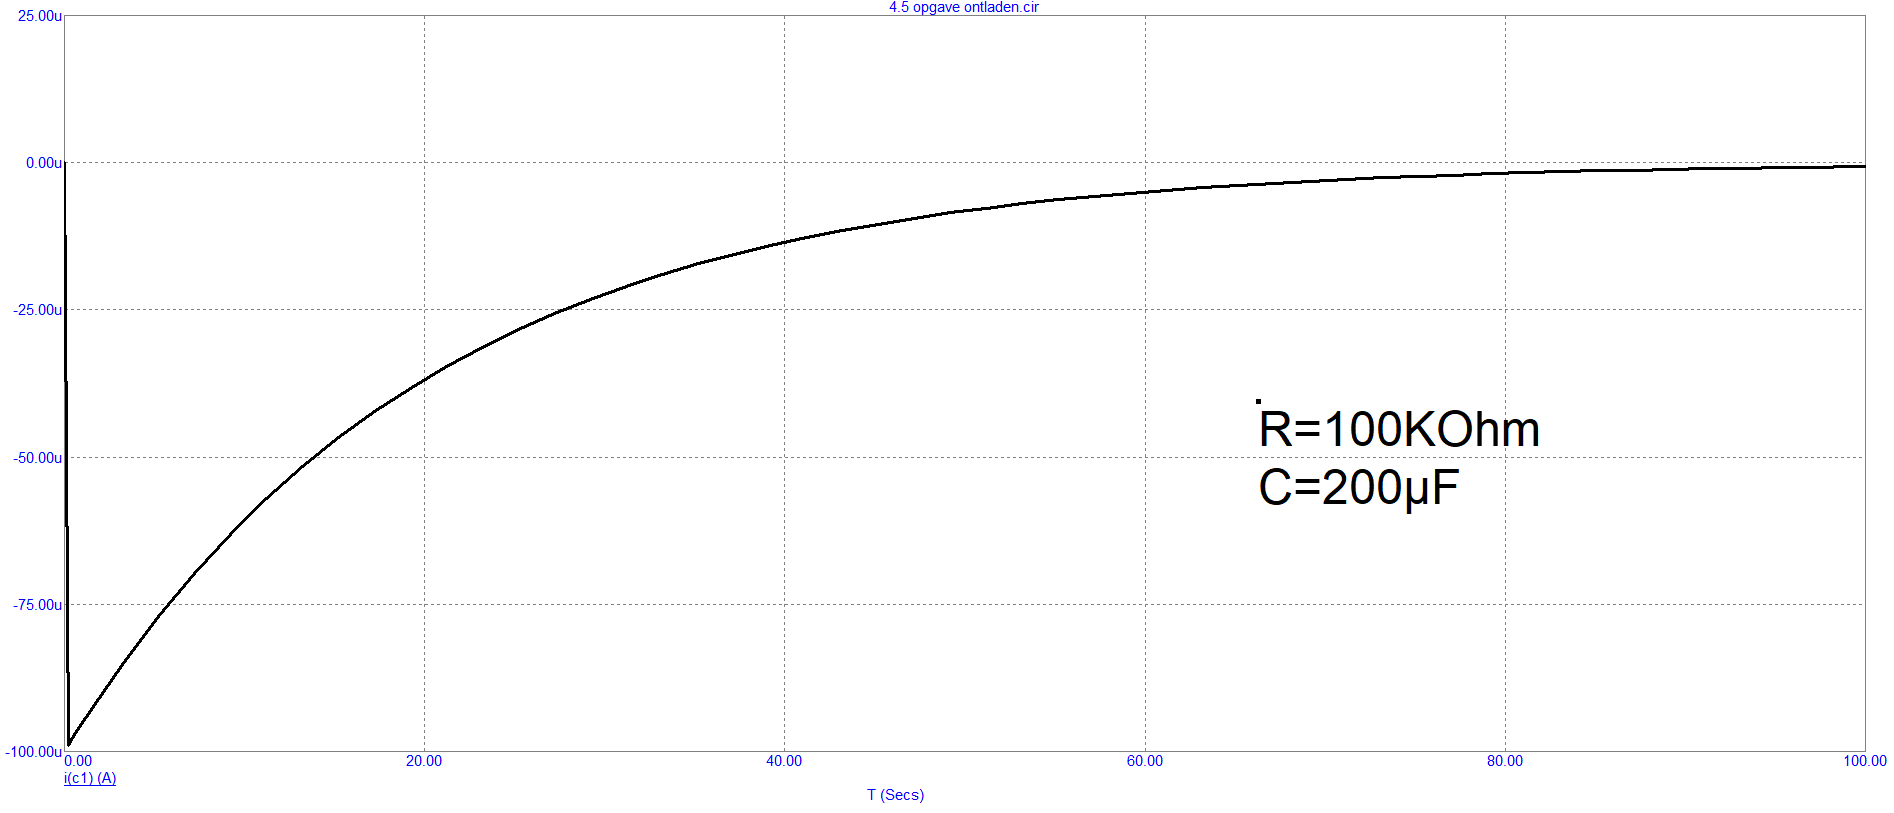 4.5 opgave ontladen.cir
25.00u
0.00u
-25.00u
-50.00u
-75.00u
-100.00u
R=100KOhm
C=200µF
0.00 20.00 40.00 60.00 80.00 100.00
i(c1) (A)
T (Secs)